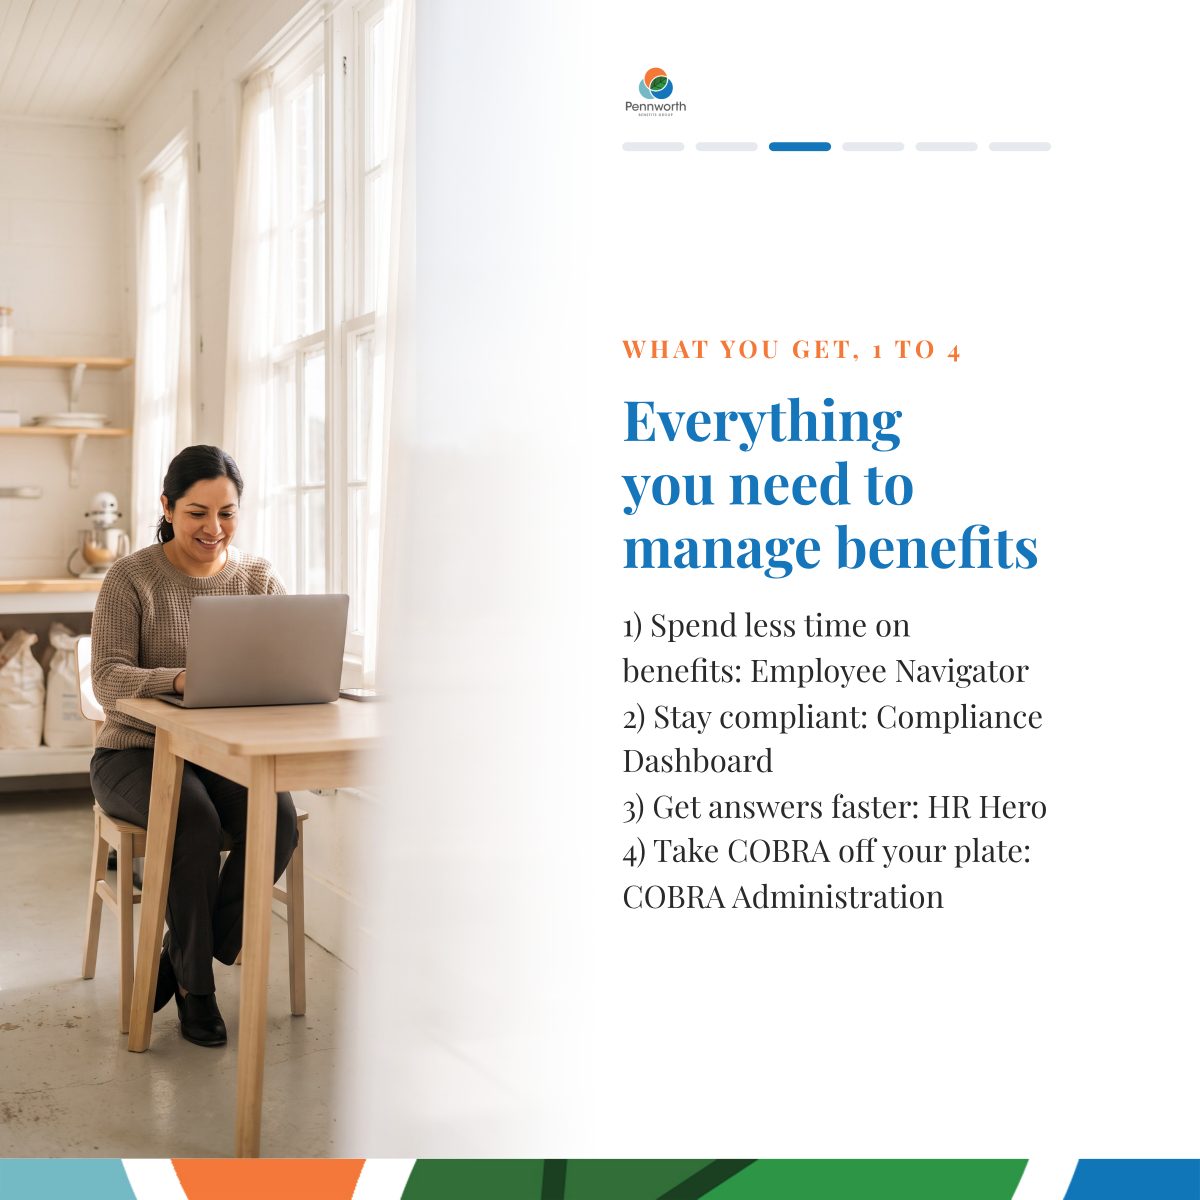 Pennworth
BENEFITS GROUP
WHAT YOU GET, 1 TO 4
Everything
you need to
manage benefits
1) Spend less time on
benefits: Employee Navigator
2) Stay compliant: Compliance
Dashboard
3) Get answers faster: HR Hero
4) Take COBRA off your plate:
COBRA Administration